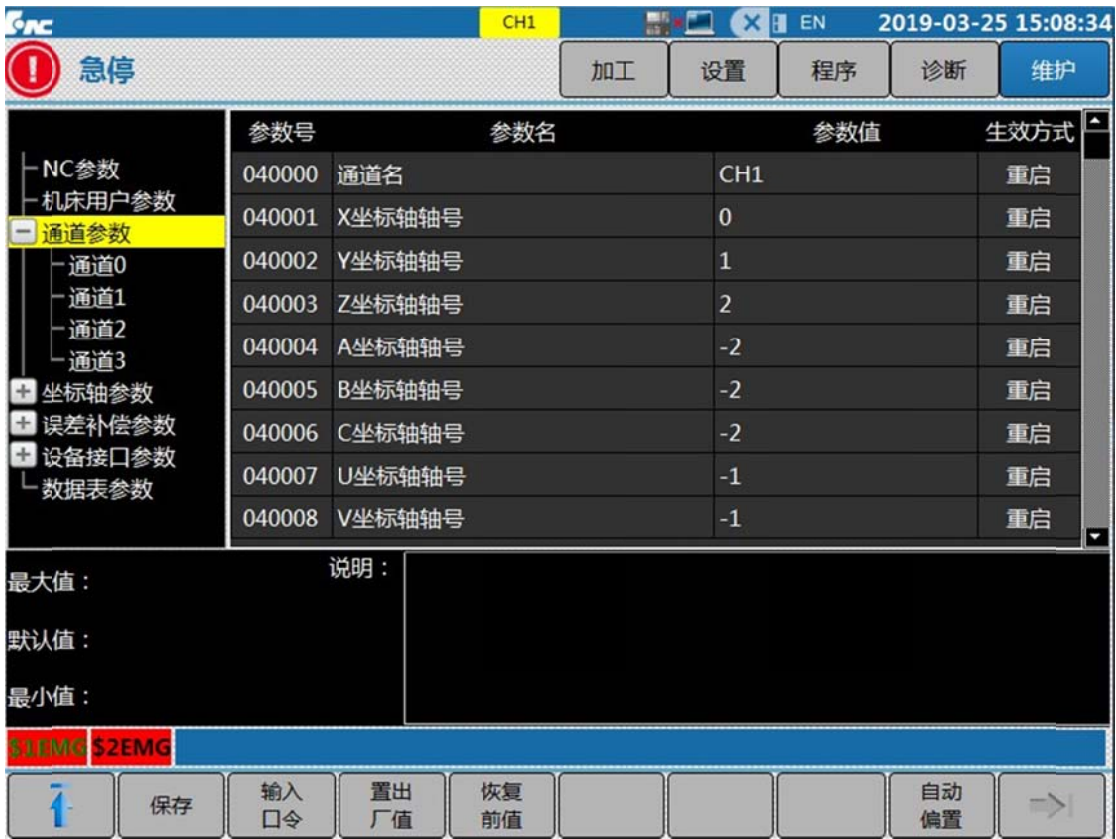 CH1 EN 2019-03-25 15:08:34
急停 加工 设置 程序 诊断 维护
参数号 参数名 参数值 生效方式
NC参数
机床用户参数
通道参数
通道0
通道1
通道2
通道3
坐标轴参数
误差补偿参数
设备接口参数
数据表参数
040000 通道名 CH1 重启
040001 X坐标轴轴号 0 重启
040002 Y坐标轴轴号 1 重启
040003 Z坐标轴轴号 2 重启
040004 A坐标轴轴号 -2 重启
040005 B坐标轴轴号 -2 重启
040006 C坐标轴轴号 -2 重启
040007 U坐标轴轴号 -1 重启
040008 V坐标轴轴号 -1 重启
最大值： 说明：
默认值：
最小值：
$1EMG $2EMG
保存 输入口令 置出厂值 恢复前值 自动偏置